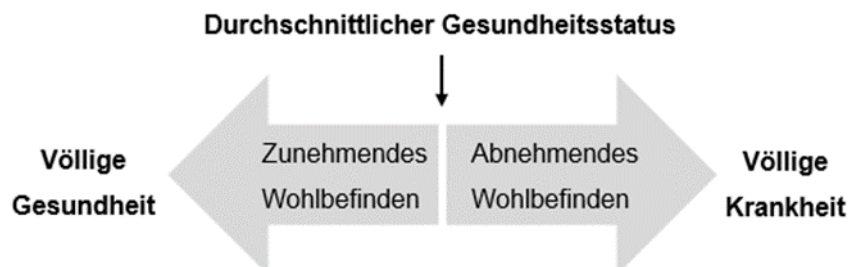 Durchschnittlicher Gesundheitsstatus
Völlige
Gesundheit
Zunehmendes
Wohlbefinden
Abnehmendes
Wohlbefinden
Völlige
Krankheit